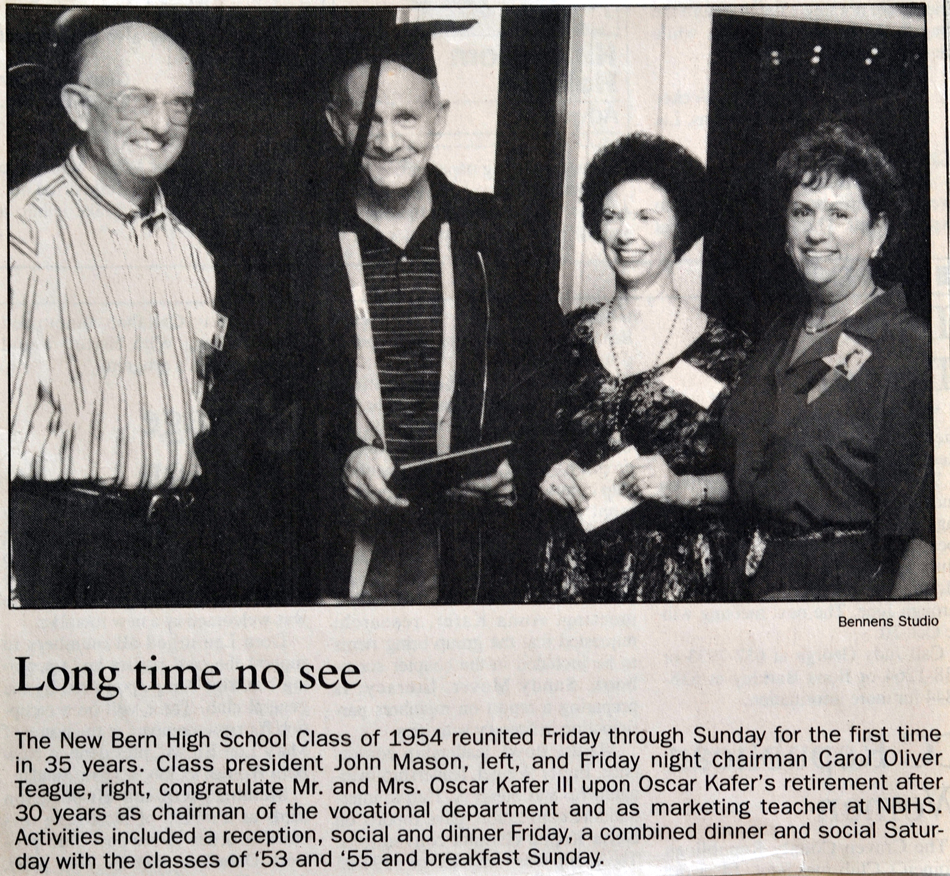 Bennens Studio
Long time no see
The New Bern High School Class of 1954 reunited Friday through Sunday for the first time
in 35 years. Class president John Mason, left, and Friday night chairman Carol Oliver
Teague, right, congratulate Mr. and Mrs. Oscar Kafer III upon Oscar Kafer's retirement after
30 years as chairman of the vocational department and as marketing teacher at NBHS.
Activities included a reception, social and dinner Friday, a combined dinner and social Satur-
day with the classes of ‘53 and ‘55 and breakfast Sunday.